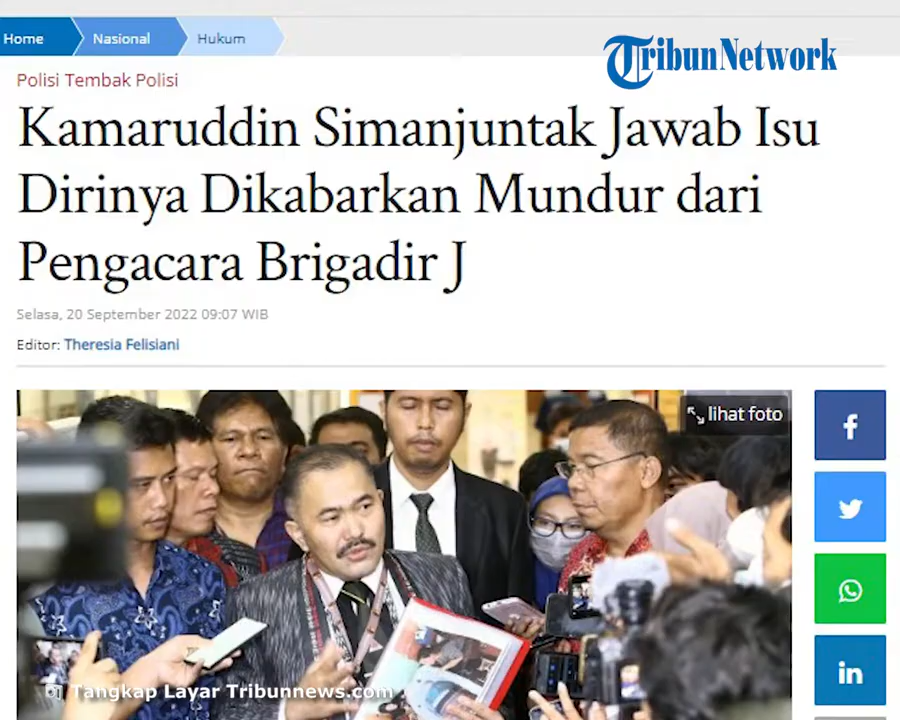 Home
Nasional
Hukum
TribunNetwork
Polisi Tembak Polisi
Kamaruddin Simanjuntak Jawab Isu
Dirinya Dikabarkan Mundur dari
Pengacara Brigadir J
Selasa, 20 September 2022 09:07 WIB
Editor: Theresia Felisiani
lihat foto
Tangkap Layar Tribunnews.com